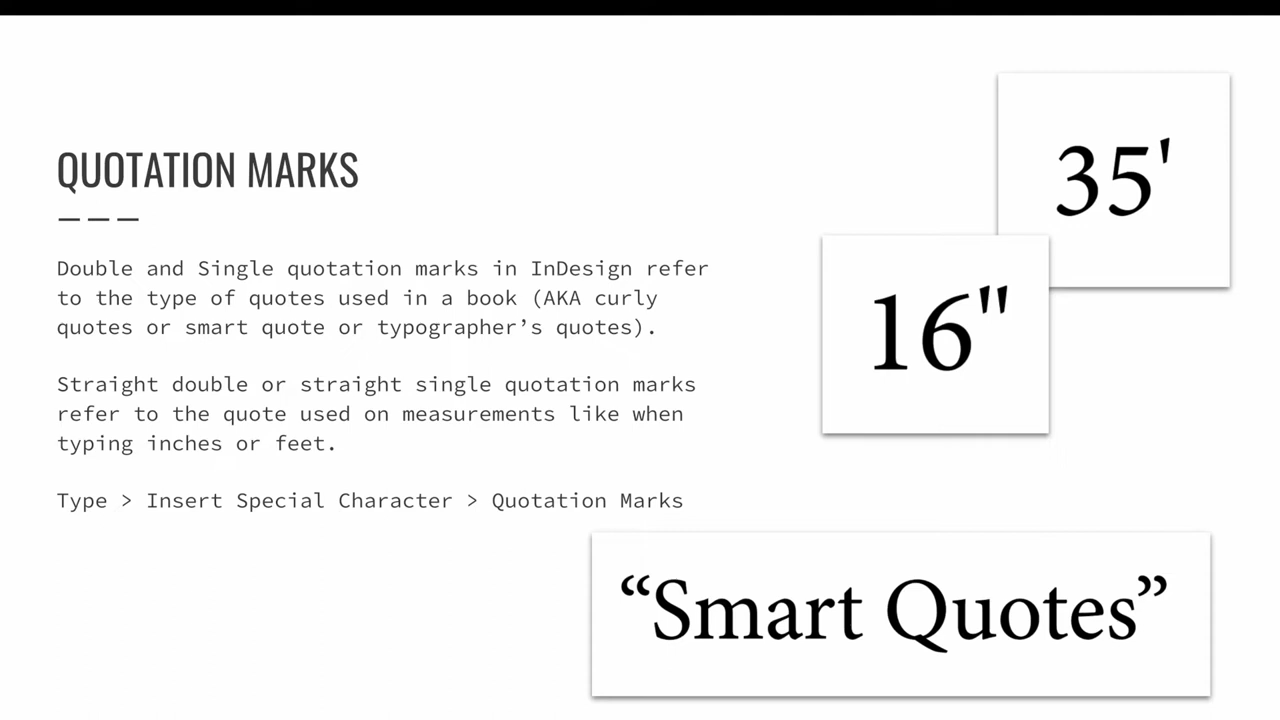 QUOTATION MARKS
Double and Single quotation marks in InDesign refer
to the type of quotes used in a book (AKA curly
quotes or smart quote or typographer’s quotes).
Straight double or straight single quotation marks
refer to the quote used on measurements like when
typing inches or feet.
Type > Insert Special Character > Quotation Marks
35'
16"
“Smart Quotes”